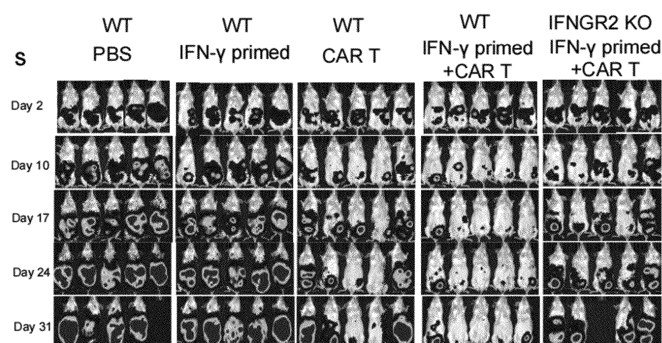 WT WT WT WT IFNGR2 KO
S PBS IFN-γ primed CAR T IFN-γ primed IFN-γ primed
+CAR T +CAR T
Day 2
Day 10
Day 17
Day 24
Day 31